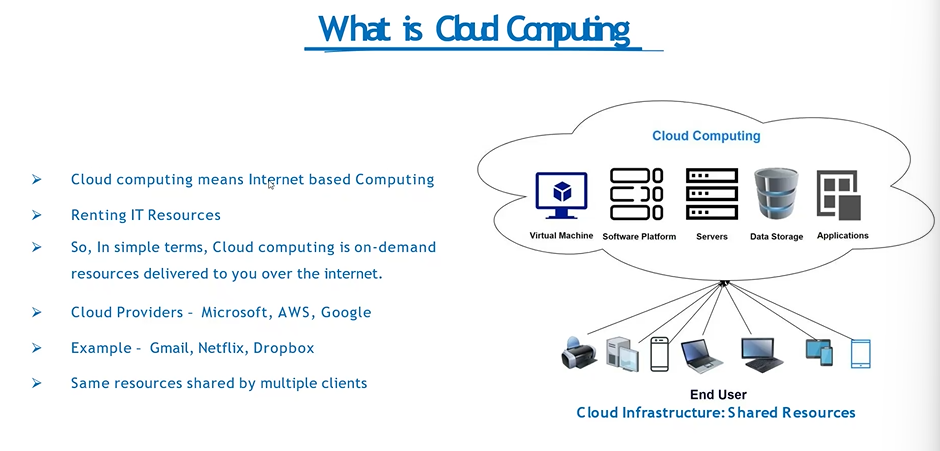 What is Cloud Computing
Cloud computing means Internet based Computing
Renting IT Resources
So, In simple terms, Cloud computing is on-demand
resources delivered to you over the internet.
Cloud Providers – Microsoft, AWS, Google
Example – Gmail, Netflix, Dropbox
Same resources shared by multiple clients
Cloud Computing
Virtual Machine Software Platform Servers Data Storage Applications
End User
Cloud Infrastructure: Shared Resources